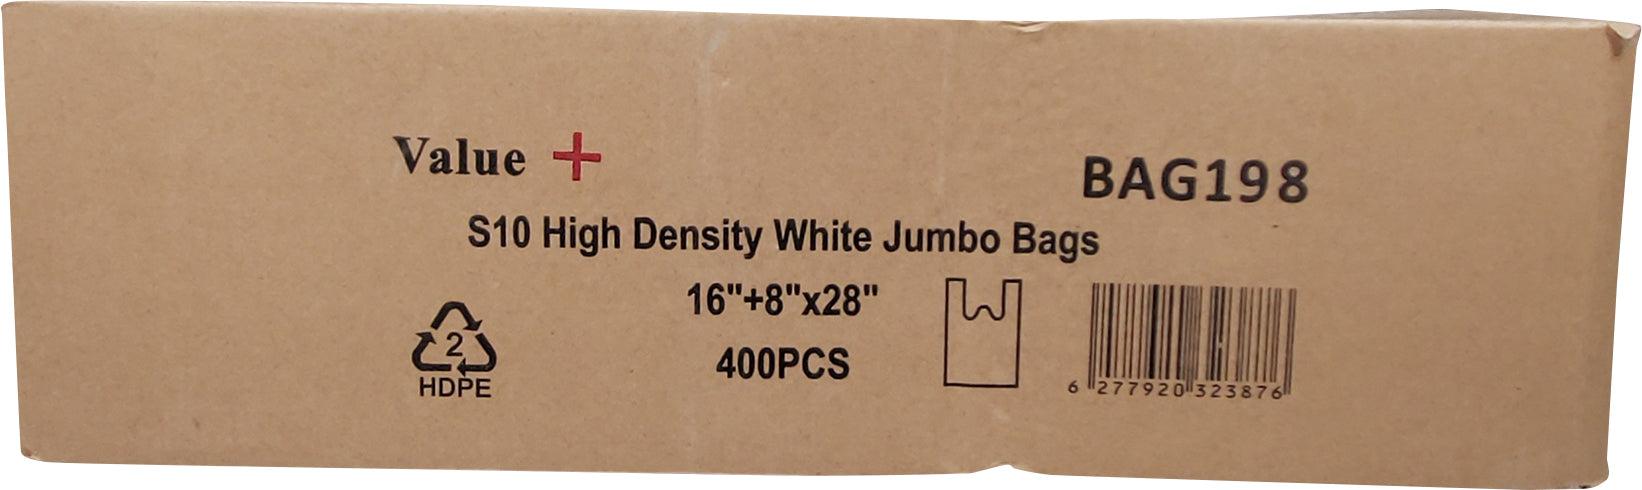 Value +
BAG198
S10 High Density White Jumbo Bags
16"+8"x28"
400PCS
2
HDPE
6 277920 323876